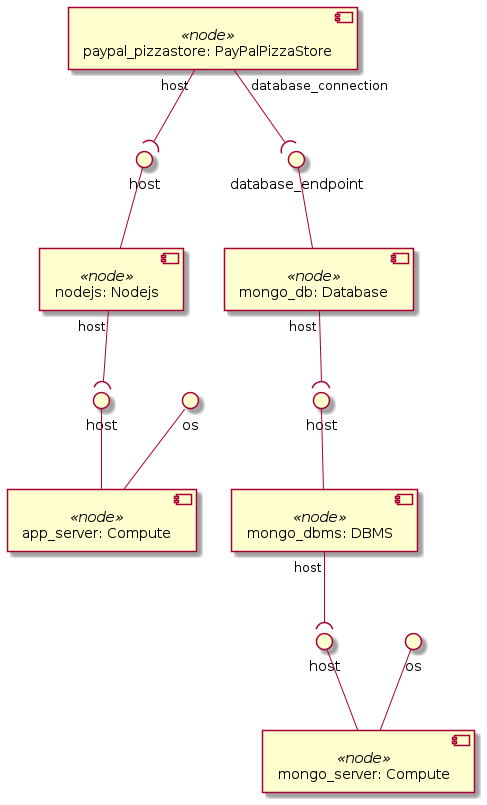 «node»
paypal_pizzastore: PayPalPizzaStore
host
database_connection
host
database_endpoint
«node»
nodejs: Nodejs
«node»
mongo_db: Database
host
host
host
os
host
«node»
app_server: Compute
«node»
mongo_dbms: DBMS
host
host
os
«node»
mongo_server: Compute